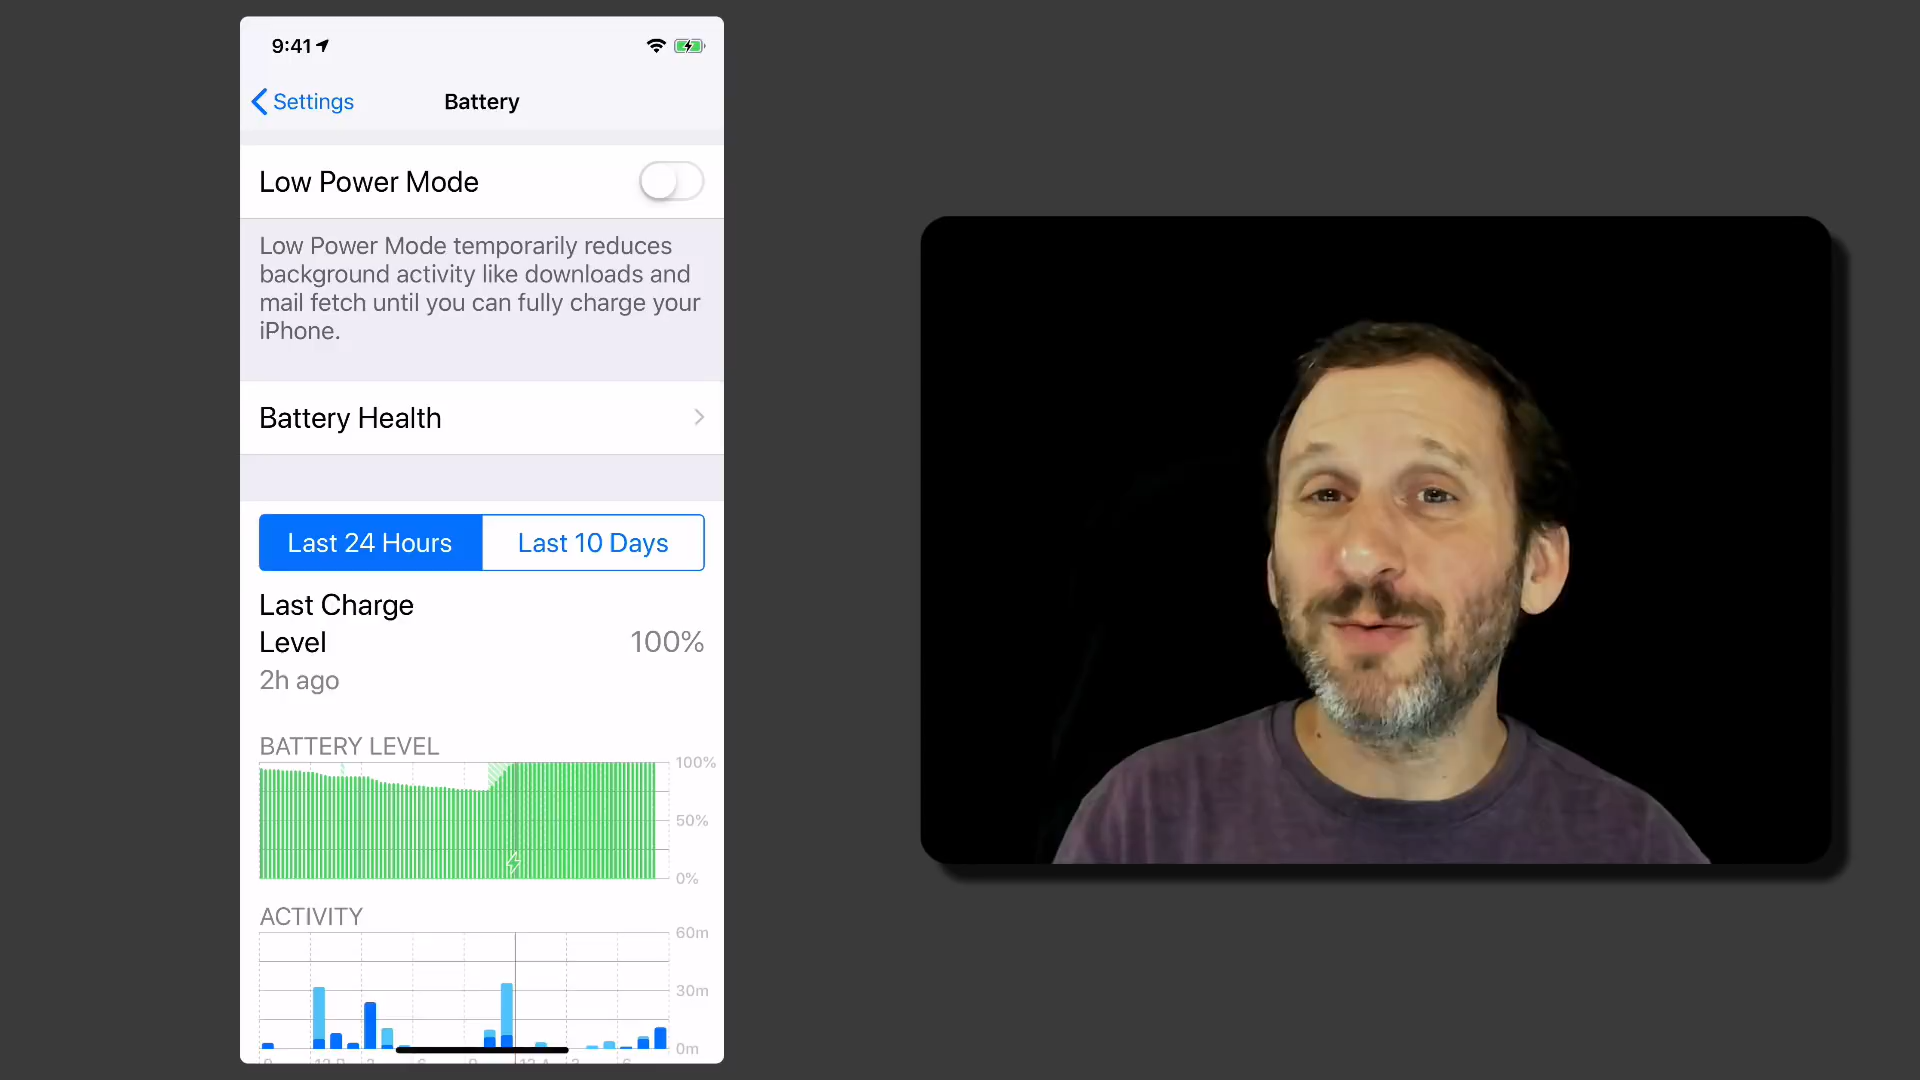 9:41
Settings
Battery
Low Power Mode
Low Power Mode temporarily reduces
background activity like downloads and
mail fetch until you can fully charge your
iPhone.
Battery Health
Last 24 Hours
Last 10 Days
Last Charge
Level
100%
2h ago
BATTERY LEVEL
100%
50%
0%
ACTIVITY
60m
30m
0m